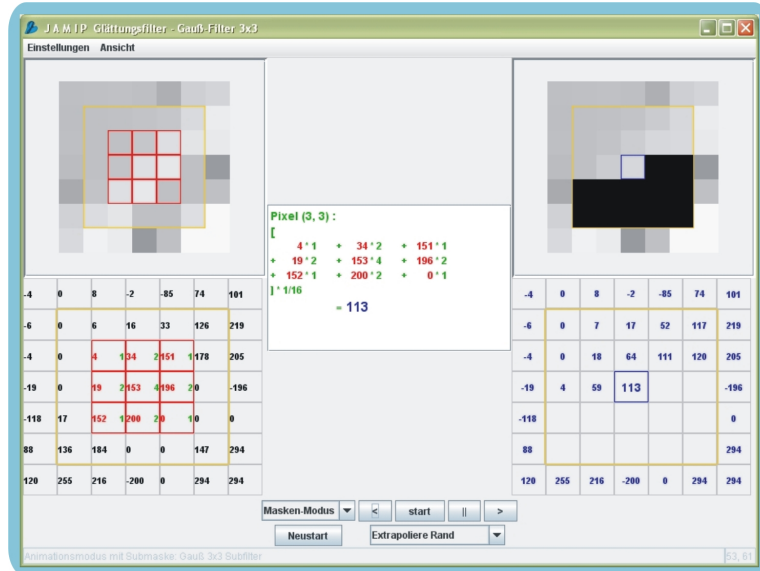 J A M I P Glättungsfilter - Gauß-Filter 3x3
Einstellungen Ansicht
Pixel (3, 3) :
[
4 * 1 + 34 * 2 + 151 * 1
+ 19 * 2 + 153 * 4 + 196 * 2
+ 152 * 1 + 200 * 2 + 0 * 1
] * 1/16
= 113
-4 0 8 -2 -85 74 101
-6 0 6 16 33 126 219
-4 0 4 1 34 2 151 1 178 205
-19 0 19 2 153 4 196 2 0 -196
-118 17 152 1 200 2 0 1 0 0
88 136 184 0 0 147 294
120 255 216 -200 0 294 294
-4 0 8 -2 -85 74 101
-6 0 7 17 52 117 219
-4 0 18 64 111 120 205
-19 4 59 113 -196
-118 0
88 294
120 255 216 -200 0 294 294
Masken-Modus < start || >
Neustart Extrapoliere Rand
Animationsmodus mit Submaske: Gauß 3x3 Subfilter 53, 61